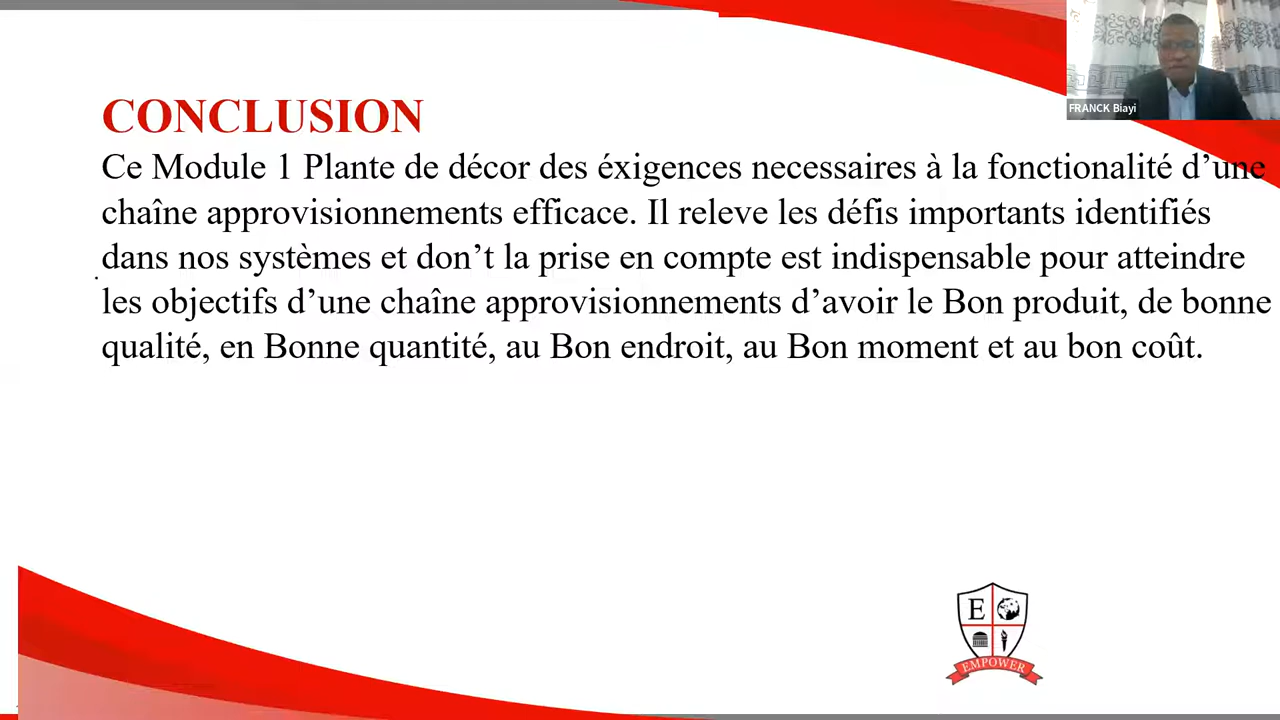 FRANCK Biayi
CONCLUSION
Ce Module 1 Plante de décor des éxigences necessaires à la fonctionalité d’une
chaîne approvisionnements efficace. Il releve les défis importants identifiés
dans nos systèmes et don’t la prise en compte est indispensable pour atteindre
les objectifs d’une chaîne approvisionnements d’avoir le Bon produit, de bonne
qualité, en Bonne quantité, au Bon endroit, au Bon moment et au bon coût.
E
EMPOWER